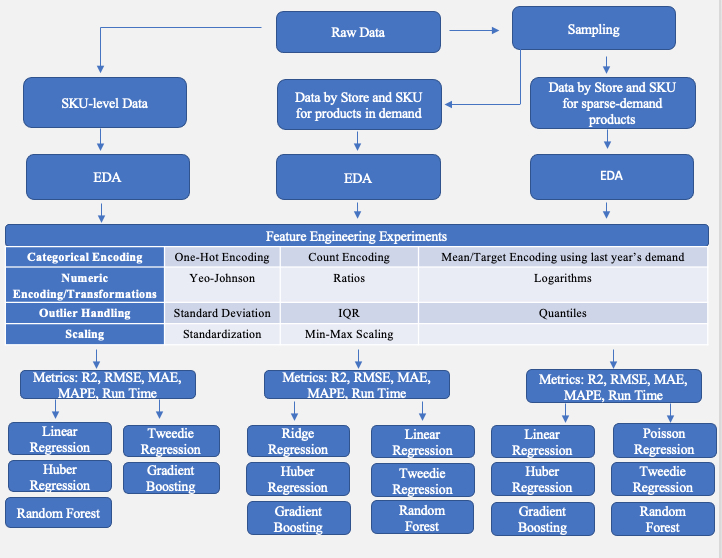 Raw Data
Sampling
SKU-level Data
Data by Store and SKU
for products in demand
Data by Store and SKU
for sparse-demand
products
EDA
EDA
EDA
Feature Engineering Experiments
Categorical Encoding
One-Hot Encoding
Count Encoding
Mean/Target Encoding using last year's demand
Numeric
Encoding/Transformations
Yeo-Johnson
Ratios
Logarithms
Outlier Handling
Standard Deviation
IQR
Quantiles
Scaling
Standardization
Min-Max Scaling
Metrics: R2, RMSE, MAE,
MAPE, Run Time
Metrics: R2, RMSE, MAE,
MAPE, Run Time
Metrics: R2, RMSE, MAE,
MAPE, Run Time
Linear
Regression
Tweedie
Regression
Huber
Regression
Gradient
Boosting
Random Forest
Ridge
Regression
Linear
Regression
Huber
Regression
Tweedie
Regression
Gradient
Boosting
Random
Forest
Linear
Regression
Poisson
Regression
Huber
Regression
Tweedie
Regression
Gradient
Boosting
Random
Forest